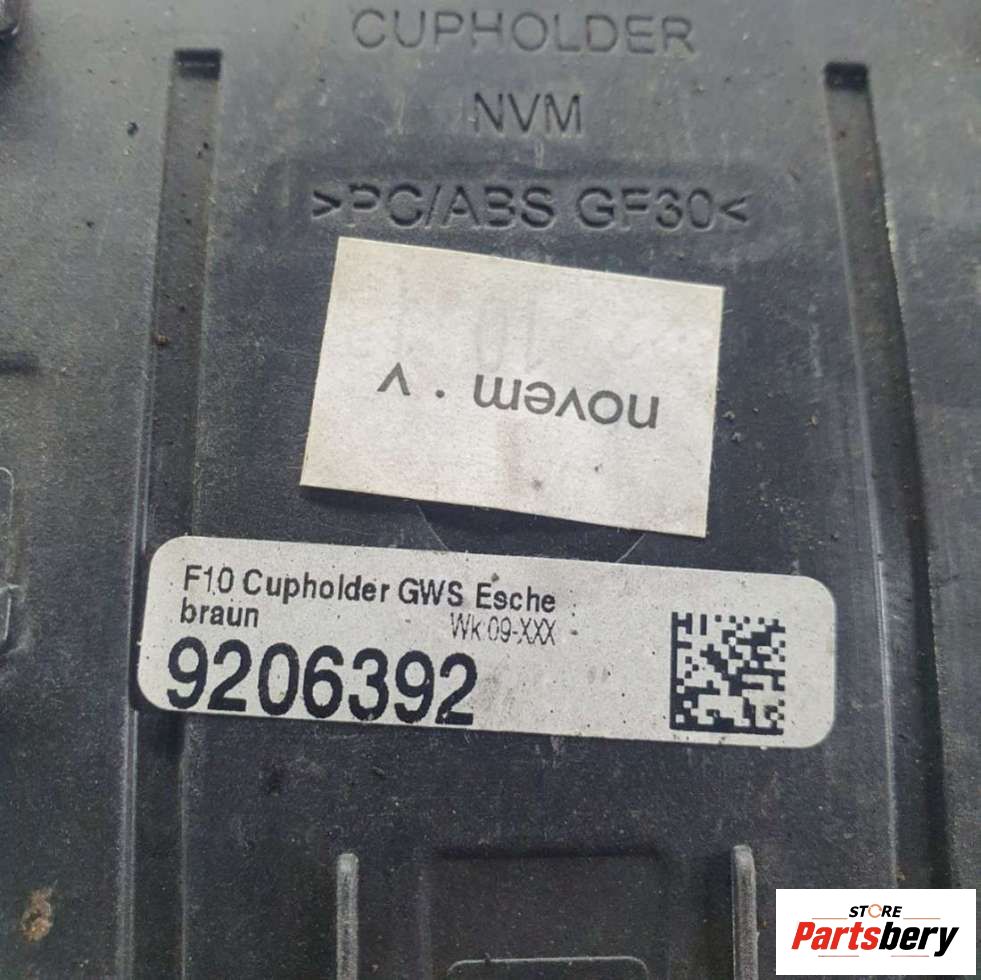 CUPHOLDER
NVM
>PC/ABS GF30<
novem . v
F10 Cupholder GWS Esche
braun
Wk 09-XXX
9206392
STORE
Partsbery